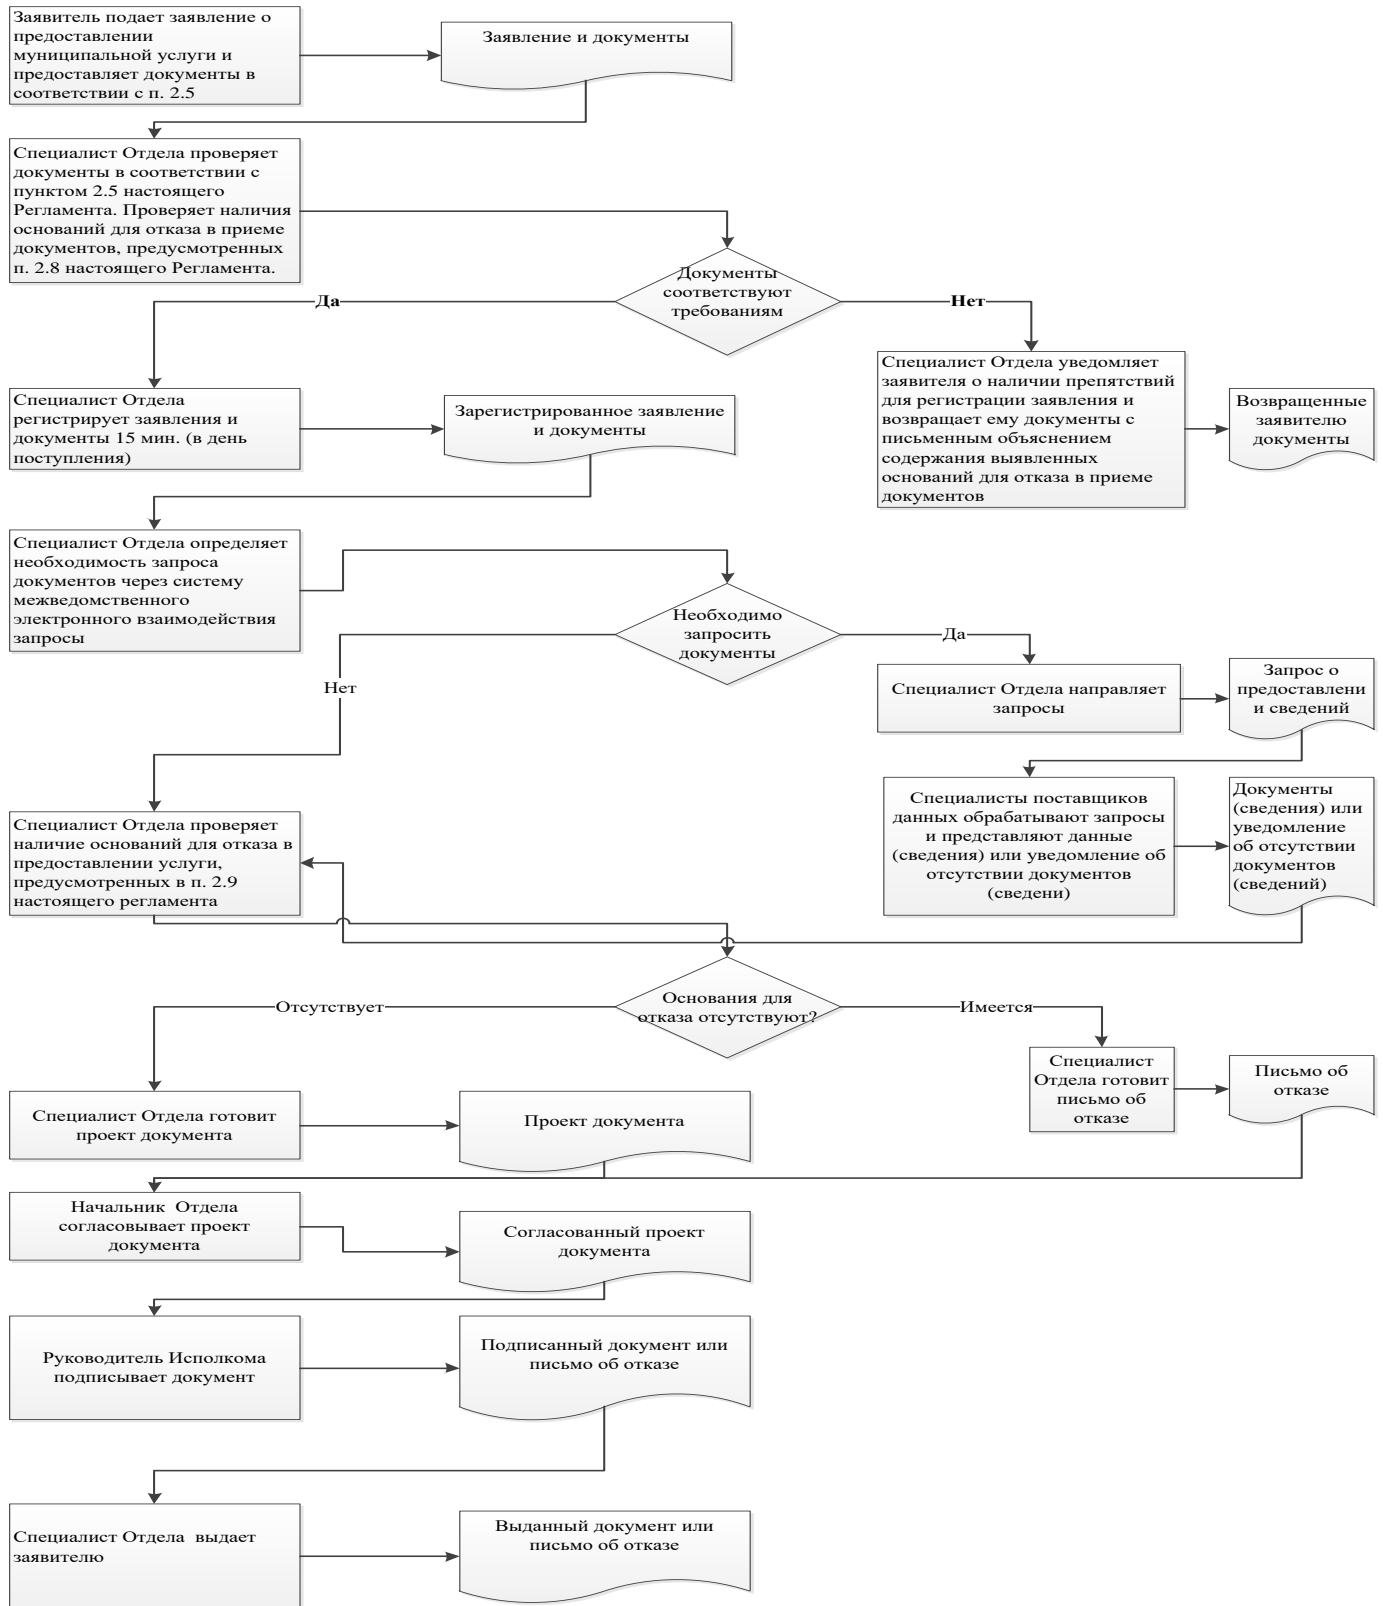 Заявитель подает заявление о
предоставлении
муниципальной услуги и
предоставляет документы в
соответствии с п. 2.5
Заявление и документы
Специалист Отдела проверяет
документы в соответствии с
пунктом 2.5 настоящего
Регламента. Проверяет наличия
оснований для отказа в приеме
документов, предусмотренных
п. 2.8 настоящего Регламента.
Документы
соответствуют
требованиям
Да
Нет
Специалист Отдела
регистрирует заявления и
документы 15 мин. (в день
поступления)
Зарегистрированное заявление
и документы
Специалист Отдела уведомляет
заявителя о наличии препятствий
для регистрации заявления и
возвращает ему документы с
письменным объяснением
содержания выявленных
оснований для отказа в приеме
документов
Возвращенные
заявителю
документы
Специалист Отдела определяет
необходимость запроса
документов через систему
межведомственного
электронного взаимодействия
запросы
Необходимо
запросить
документы
Да
Нет
Специалист Отдела направляет
запросы
Запрос о
предоставлени
и сведений
Специалисты поставщиков
данных обрабатывают запросы
и представляют данные
(сведения) или уведомление об
отсутствии документов
(сведени)
Документы
(сведения) или
уведомление
об отсутствии
документов
(сведений)
Специалист Отдела проверяет
наличие оснований для отказа в
предоставлении услуги,
предусмотренных в п. 2.9
настоящего регламента
Основания для
отказа отсутствуют?
Отсутствует
Имеется
Специалист
Отдела готовит
письмо об
отказе
Письмо об
отказе
Специалист Отдела готовит
проект документа
Проект документа
Начальник  Отдела
согласовывает проект
документа
Согласованный проект
документа
Руководитель Исполкома
подписывает документ
Подписанный документ или
письмо об отказе
Специалист Отдела  выдает
заявителю
Выданный документ или
письмо об отказе